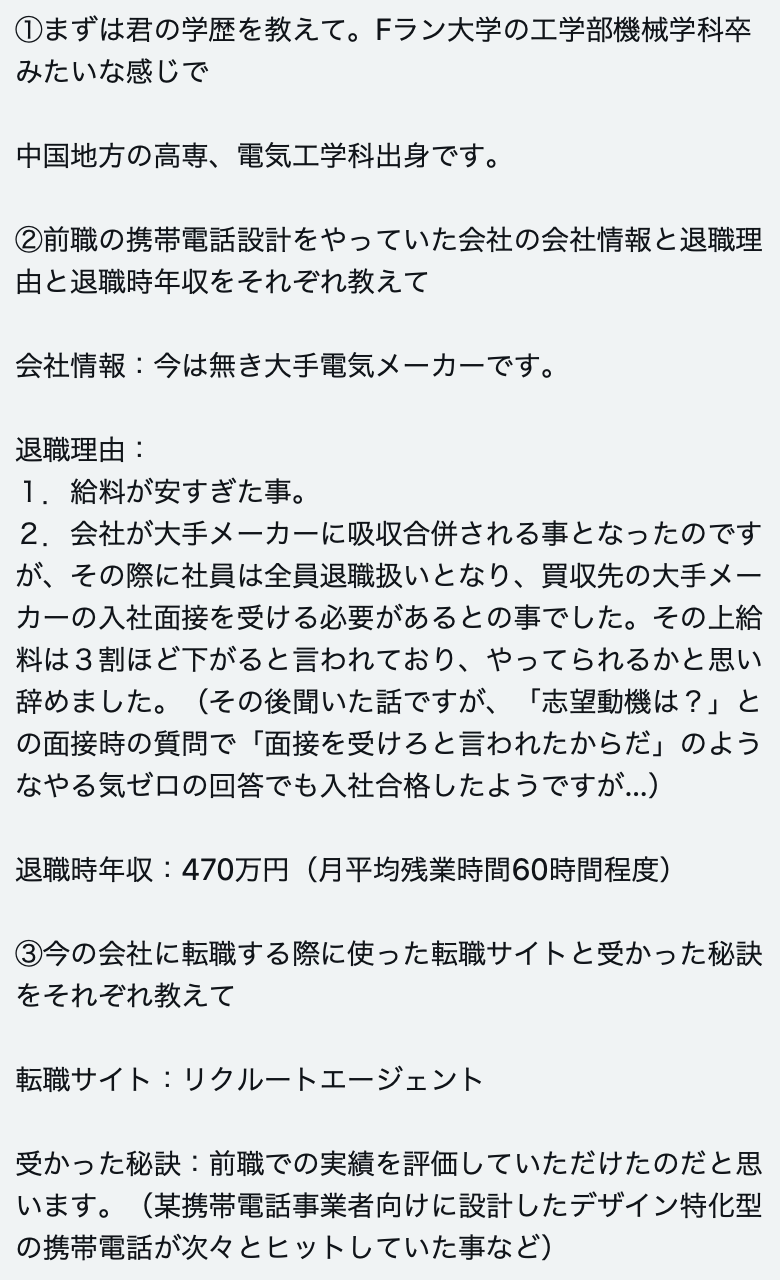 ①まずは君の学歴を教えて。Fラン大学の工学部機械学科卒
みたいな感じで
中国地方の高専、電気工学科出身です。
②前職の携帯電話設計をやっていた会社の会社情報と退職理
由と退職時年収をそれぞれ教えて
会社情報：今は無き大手電気メーカーです。
退職理由：
１．給料が安すぎた事。
２．会社が大手メーカーに吸収合併される事となったのです
が、その際に社員は全員退職扱いとなり、買収先の大手メー
カーの入社面接を受ける必要があるとの事でした。その上給
料は３割ほど下がると言われており、やってられるかと思い
辞めました。（その後聞いた話ですが、「志望動機は？」と
の面接時の質問で「面接を受けろと言われたからだ」のよう
なやる気ゼロの回答でも入社合格したようですが...）
退職時年収：470万円（月平均残業時間60時間程度）
③今の会社に転職する際に使った転職サイトと受かった秘訣
をそれぞれ教えて
転職サイト：リクルートエージェント
受かった秘訣：前職での実績を評価していただけたのだと思
います。（某携帯電話事業者向けに設計したデザイン特化型
の携帯電話が次々とヒットしていた事など）